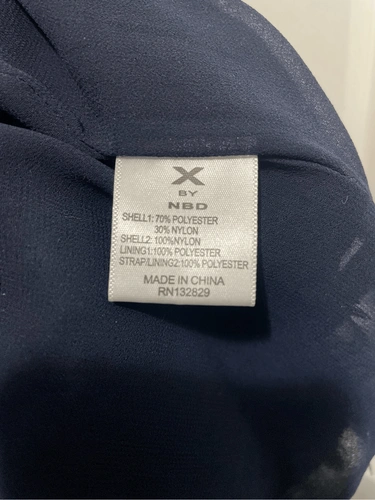 X
BY
NBD
SHELL1: 70% POLYESTER
30% NYLON
SHELL2: 100%NYLON
LINING1:100% POLYESTER
STRAP/LINING2:100% POLYESTER
MADE IN CHINA
RN132829